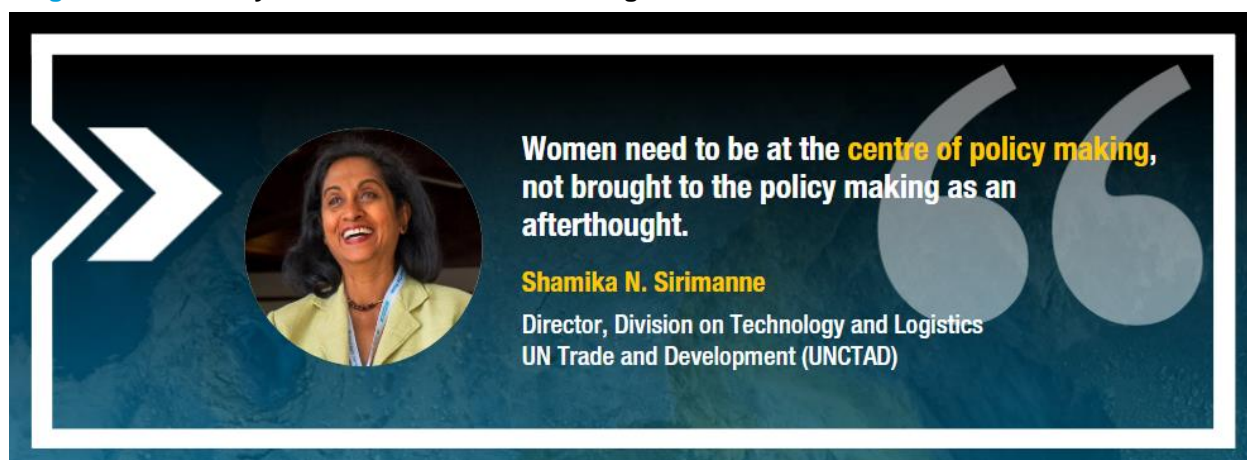 Women need to be at the centre of policy making,
not brought to the policy making as an
afterthought.
Shamika N. Sirimanne
Director, Division on Technology and Logistics
UN Trade and Development (UNCTAD)